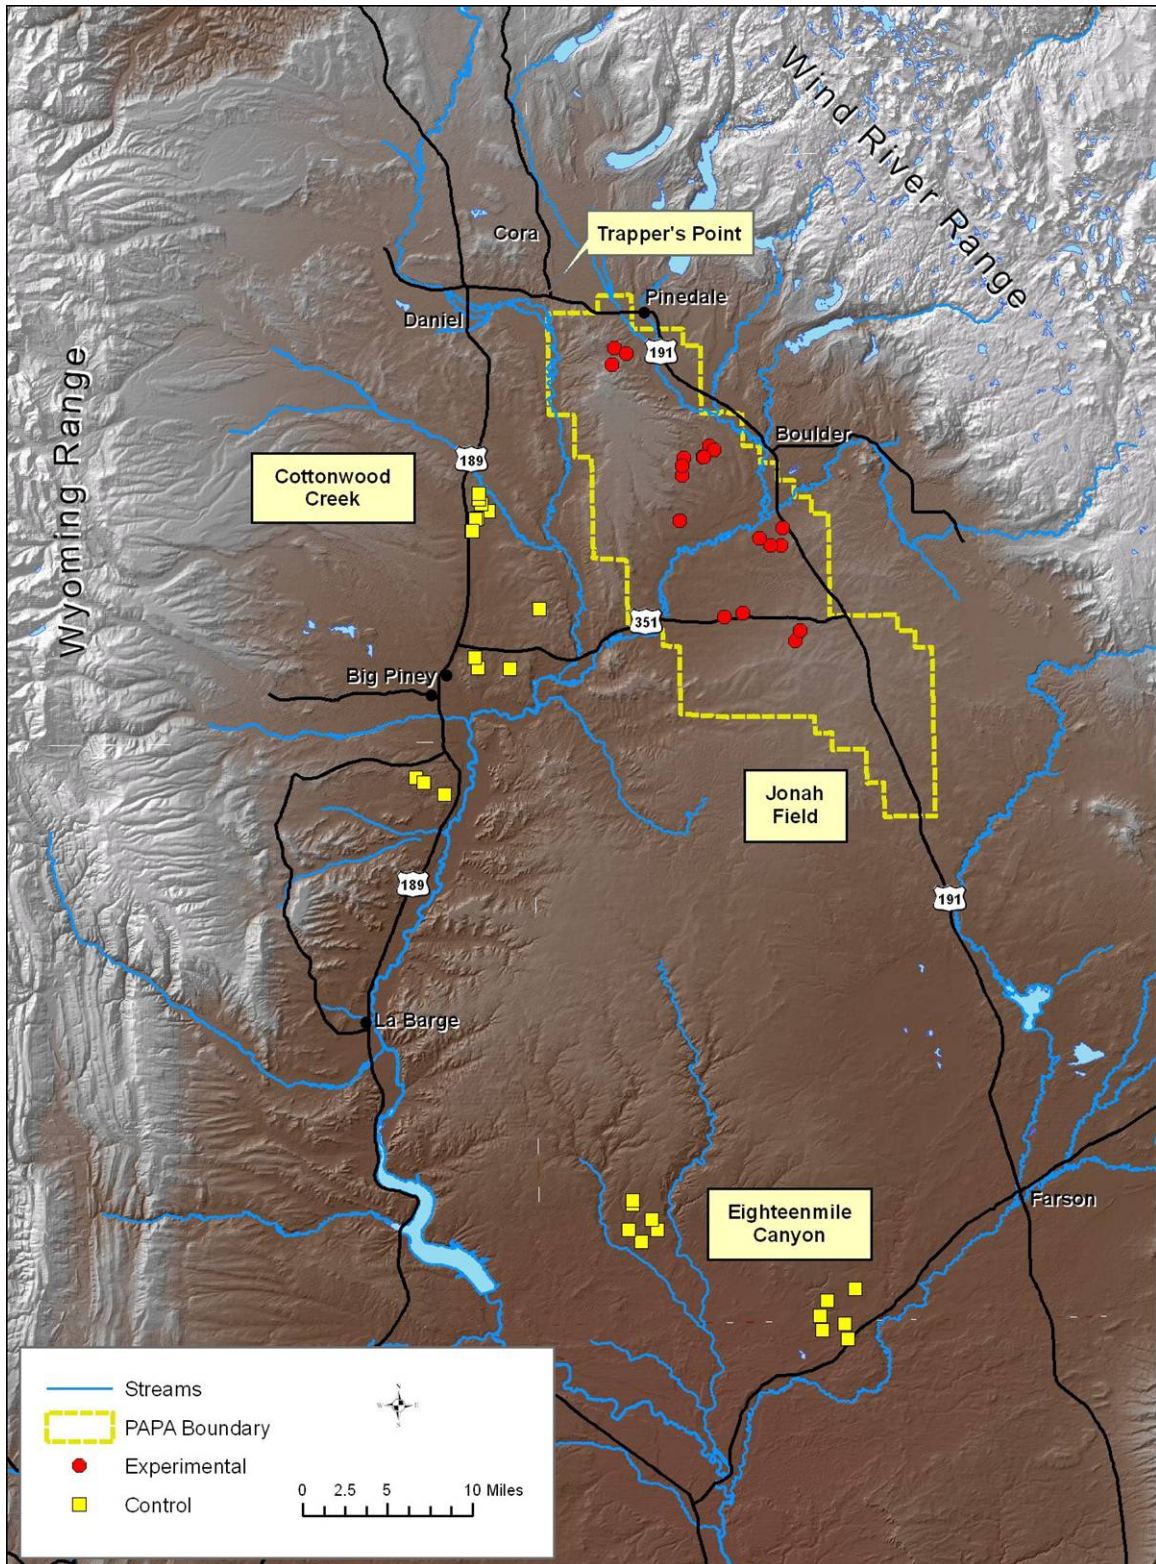 Wind River Range
Trapper's Point
Cora
Pinedale
Daniel
191
Wyoming Range
Boulder
189
Cottonwood
Creek
351
Big Piney
Jonah
Field
189
191
La Barge
Eighteenmile
Canyon
Farson
Streams
PAPA Boundary
Experimental
Control
N
W
E
S
0 2.5 5 10 Miles